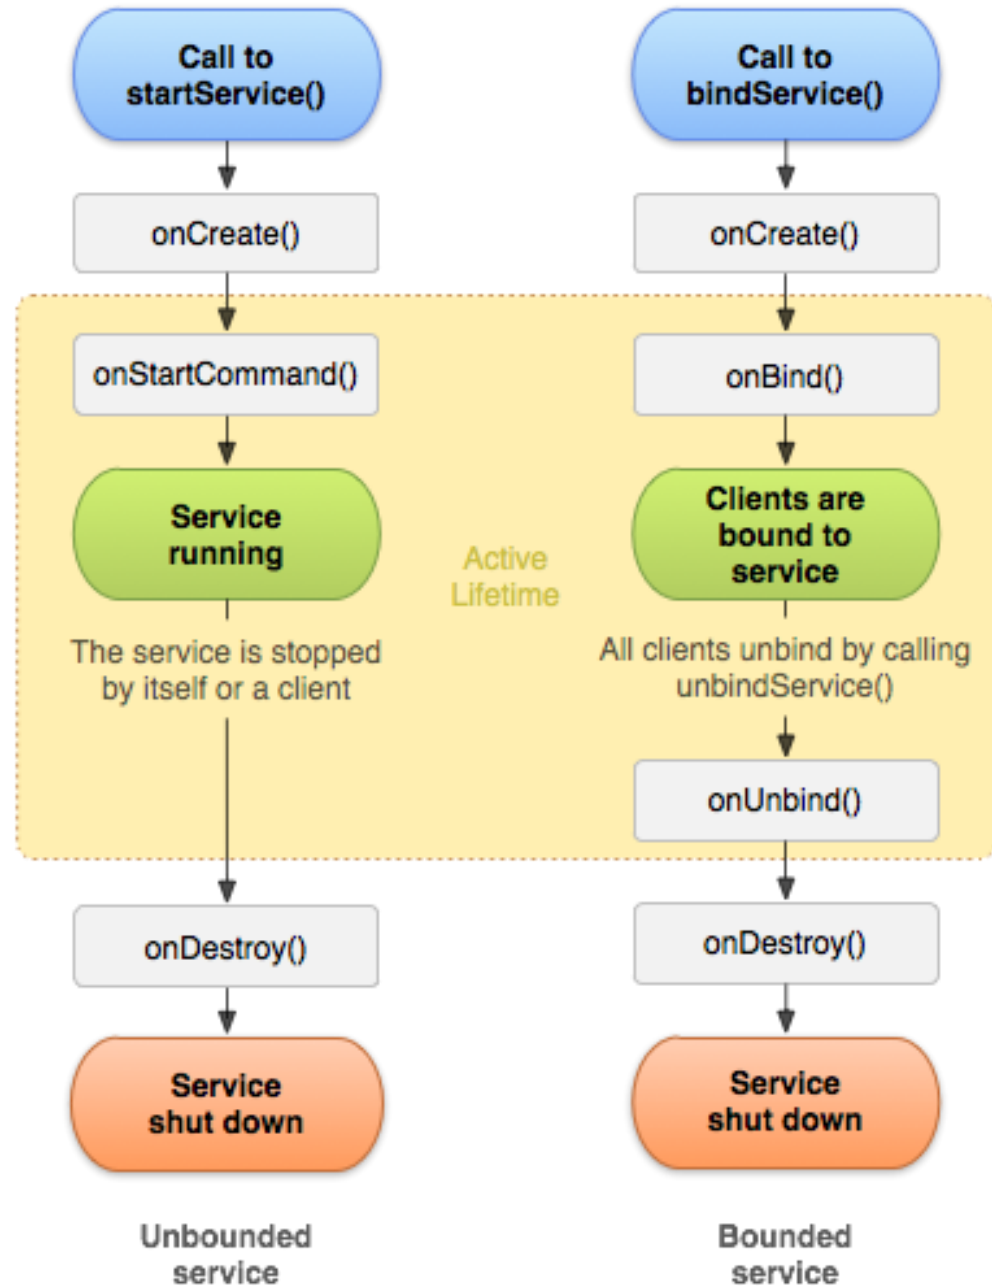 Call to
startService()
onCreate()
onStartCommand()
Service
running
The service is stopped
by itself or a client
onDestroy()
Service
shut down
Unbounded
service
Active
Lifetime
Call to
bindService()
onCreate()
onBind()
Clients are
bound to
service
All clients unbind by calling
unbindService()
onUnbind()
onDestroy()
Service
shut down
Bounded
service